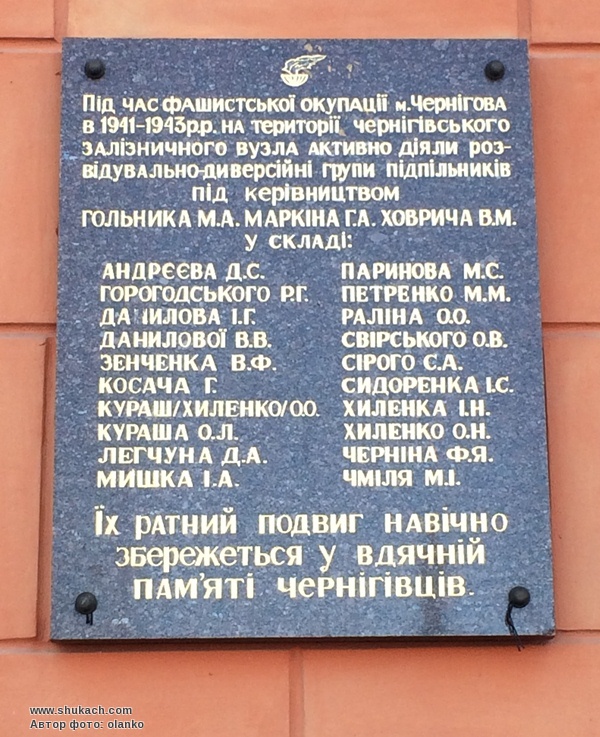 Під час фашистської окупації м.Чернігова
в 1941-1943р.р. на території чернігівського
залізничного вузла активно діяли роз-
відувально-диверсійні групи підпільників
під керівництвом
ГОЛЬНИКА М.А. МАРКІНА Г.А. ХОВРИЧА В.М.
у складі:
АНДРЄЄВА Д.С.
ГОРОГОДСЬКОГО Р.Г.
ДАНИЛОВА І.Г.
ДАНИЛОВОЇ В.В.
ЗЕНЧЕНКА В.Ф.
КОСАЧА Г.
КУРАШ/ХИЛЕНКО/О.О.
КУРАША О.Л.
ЛЕГЧУНА Д.А.
МИШКА І.А.
ПАРИНОВА М.С.
ПЕТРЕНКО М.М.
РАЛІНА О.О.
СВІРСЬКОГО О.В.
СІРОГО С.А.
СИДОРЕНКА І.С.
ХИЛЕНКА І.Н.
ХИЛЕНКО О.Н.
ЧЕРНІНА Ф.Я.
ЧМІЛЯ М.І.
Їх ратний подвиг навічно
збережеться у вдячній
пам'яті чернігівців.
www.shukach.com
Автор фото: olanko